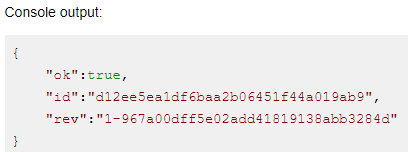 Console output:
{
"ok":true,
"id":"d12ee5ea1df6baa2b06451f44a019ab9",
"rev":"1-967a00dff5e02add41819138abb3284d"
}